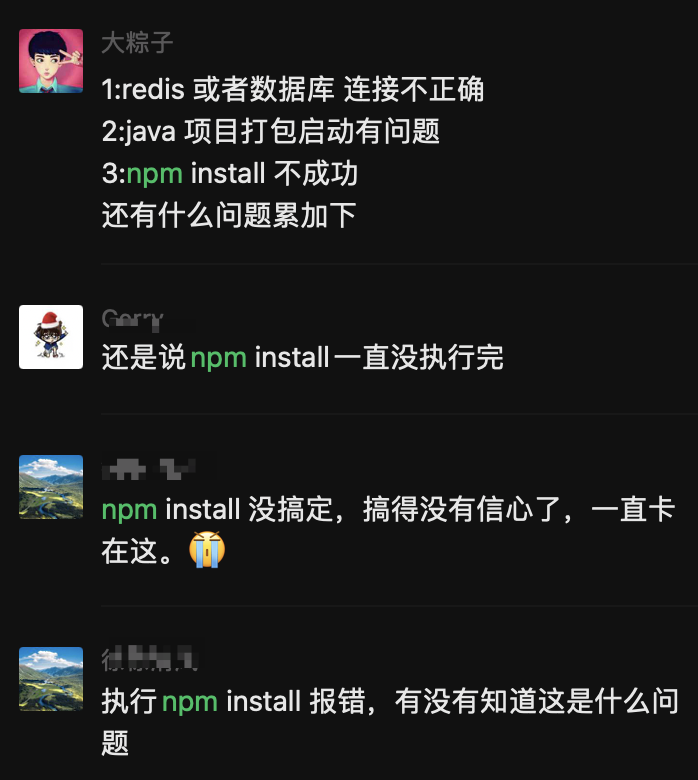 大粽子
1:redis 或者数据库 连接不正确
2:java 项目打包启动有问题
3:npm install 不成功
还有什么问题累加下
还是说npm install一直没执行完
npm install 没搞定，搞得没有信心了，一直卡
在这。
执行npm install 报错，有没有知道这是什么问
题